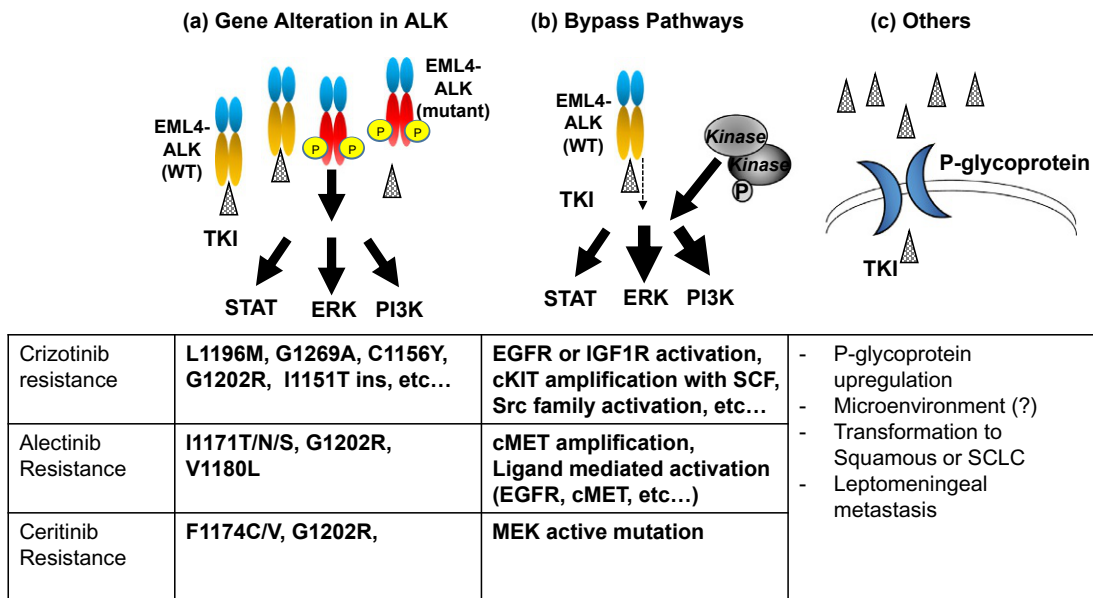 (a) Gene Alteration in ALK
(b) Bypass Pathways
(c) Others
EML4-
ALK
(WT)
EML4-
ALK
(mutant)
P
P
P
P
TKI
STAT
ERK
PI3K
EML4-
ALK
(WT)
Kinase
Kinase
P
TKI
STAT
ERK
PI3K
P-glycoprotein
TKI
Crizotinib
resistance
L1196M, G1269A, C1156Y,
G1202R, I1151T ins, etc…
EGFR or IGF1R activation,
cKIT amplification with SCF,
Src family activation, etc…
- P-glycoprotein
upregulation
- Microenvironment (?)
- Transformation to
Squamous or SCLC
- Leptomeningeal
metastasis
Alectinib
Resistance
I1171T/N/S, G1202R,
V1180L
cMET amplification,
Ligand mediated activation
(EGFR, cMET, etc…)
Ceritinib
Resistance
F1174C/V, G1202R,
MEK active mutation